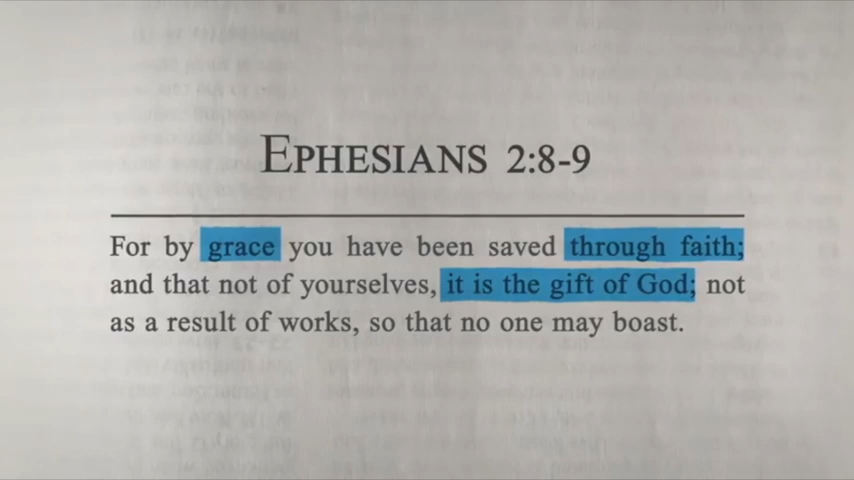 EPHESIANS 2:8-9
For by grace you have been saved through faith;
and that not of yourselves, it is the gift of God; not
as a result of works, so that no one may boast.